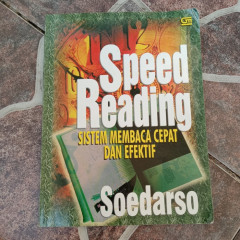 Speed
Reading
SISTEM MEMBACA CEPAT
DAN EFEKTIF
Soedarso